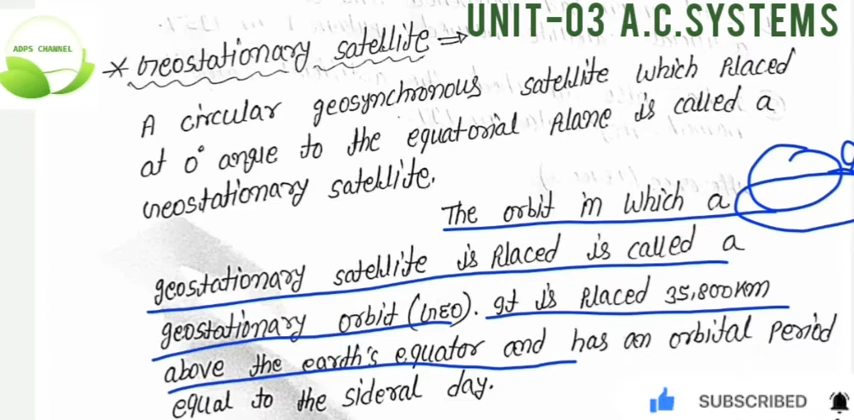 UNIT-03 A.C.SYSTEMS
ADPS CHANNEL
* Geostationary satellite ⇒
A circular geosynchronous satellite which Placed
at 0° angle to the equatorial Plane is called a
Geostationary satellite.
The orbit in which a
geostationary satellite is Placed is called a
geostationary orbit (GEO). It is Placed 35,800 km
above the earth's equator and has an orbital Period
equal to the sideral day.
SUBSCRIBED